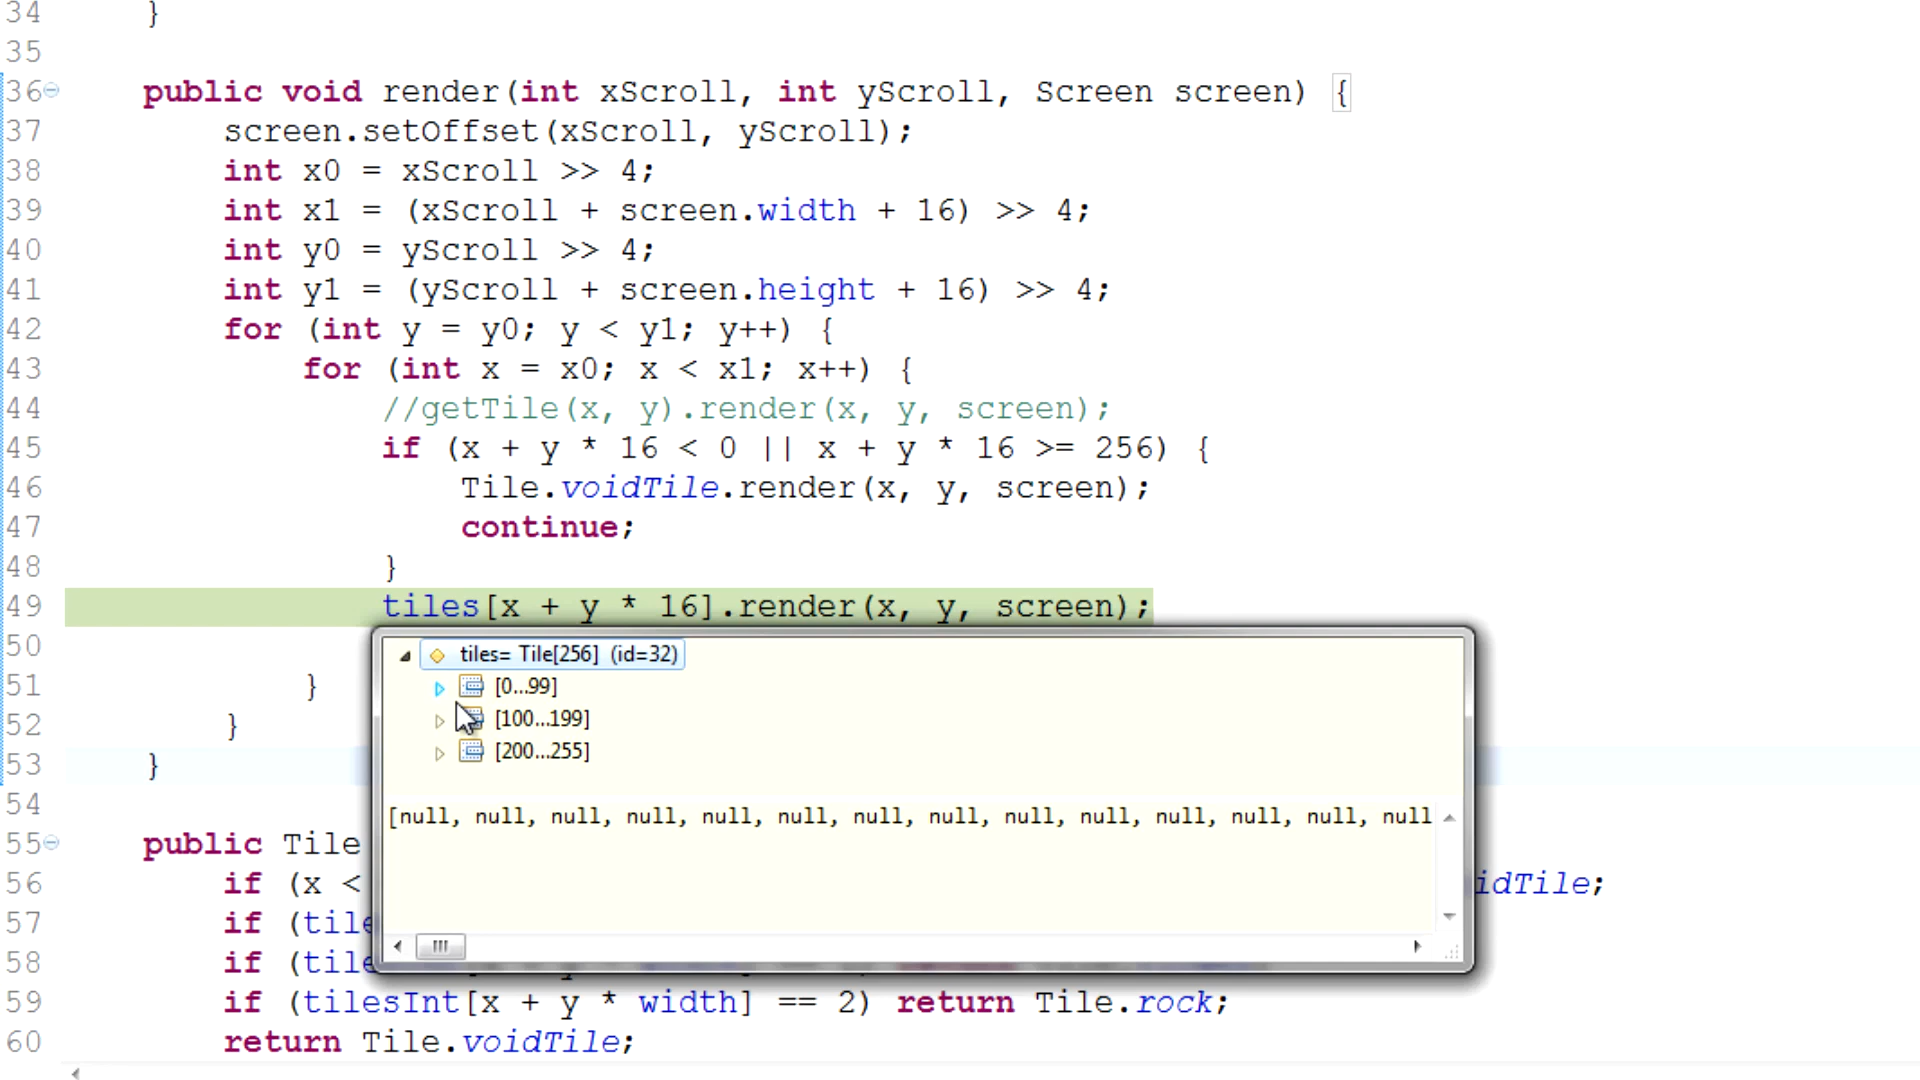 34 }
35
36 public void render(int xScroll, int yScroll, Screen screen) {
37 screen.setOffset(xScroll, yScroll);
38 int x0 = xScroll >> 4;
39 int x1 = (xScroll + screen.width + 16) >> 4;
40 int y0 = yScroll >> 4;
41 int y1 = (yScroll + screen.height + 16) >> 4;
42 for (int y = y0; y < y1; y++) {
43 for (int x = x0; x < x1; x++) {
44 //getTile(x, y).render(x, y, screen);
45 if (x + y * 16 < 0 || x + y * 16 >= 256) {
46 Tile.voidTile.render(x, y, screen);
47 continue;
48 }
49 tiles[x + y * 16].render(x, y, screen);
50
tiles= Tile[256] (id=32)
51 }
[0...99]
52 }
[100...199]
53 }
[200...255]
54
[null, null, null, null, null, null, null, null, null, null, null, null, null, null
55 public Tile
56 if (x < idTile;
57 if (tile
58 if (tile
59 if (tilesInt[x + y * width] == 2) return Tile.rock;
60 return Tile.voidTile;